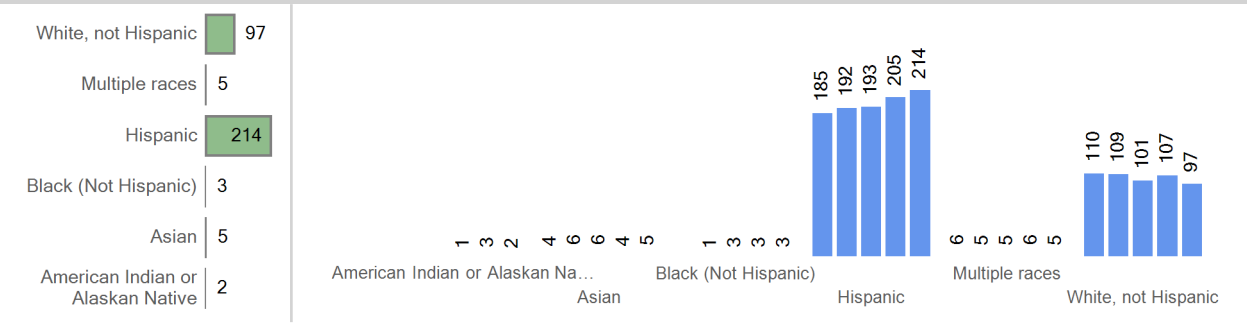 White, not Hispanic 97
Multiple races 5
Hispanic 214
Black (Not Hispanic) 3
Asian 5
American Indian or
Alaskan Native 2
1 3 2 4 6 6 4 5 1 3 3 3 185 192 193 205 214 6 5 5 6 5 110 109 101 107 97
American Indian or Alaskan Na… Black (Not Hispanic) Multiple races
Asian Hispanic White, not Hispanic